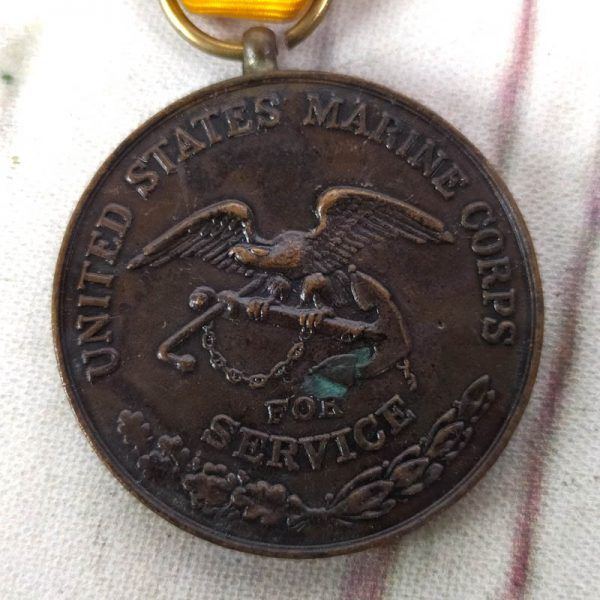 UNITED STATES MARINE CORPS
FOR
SERVICE